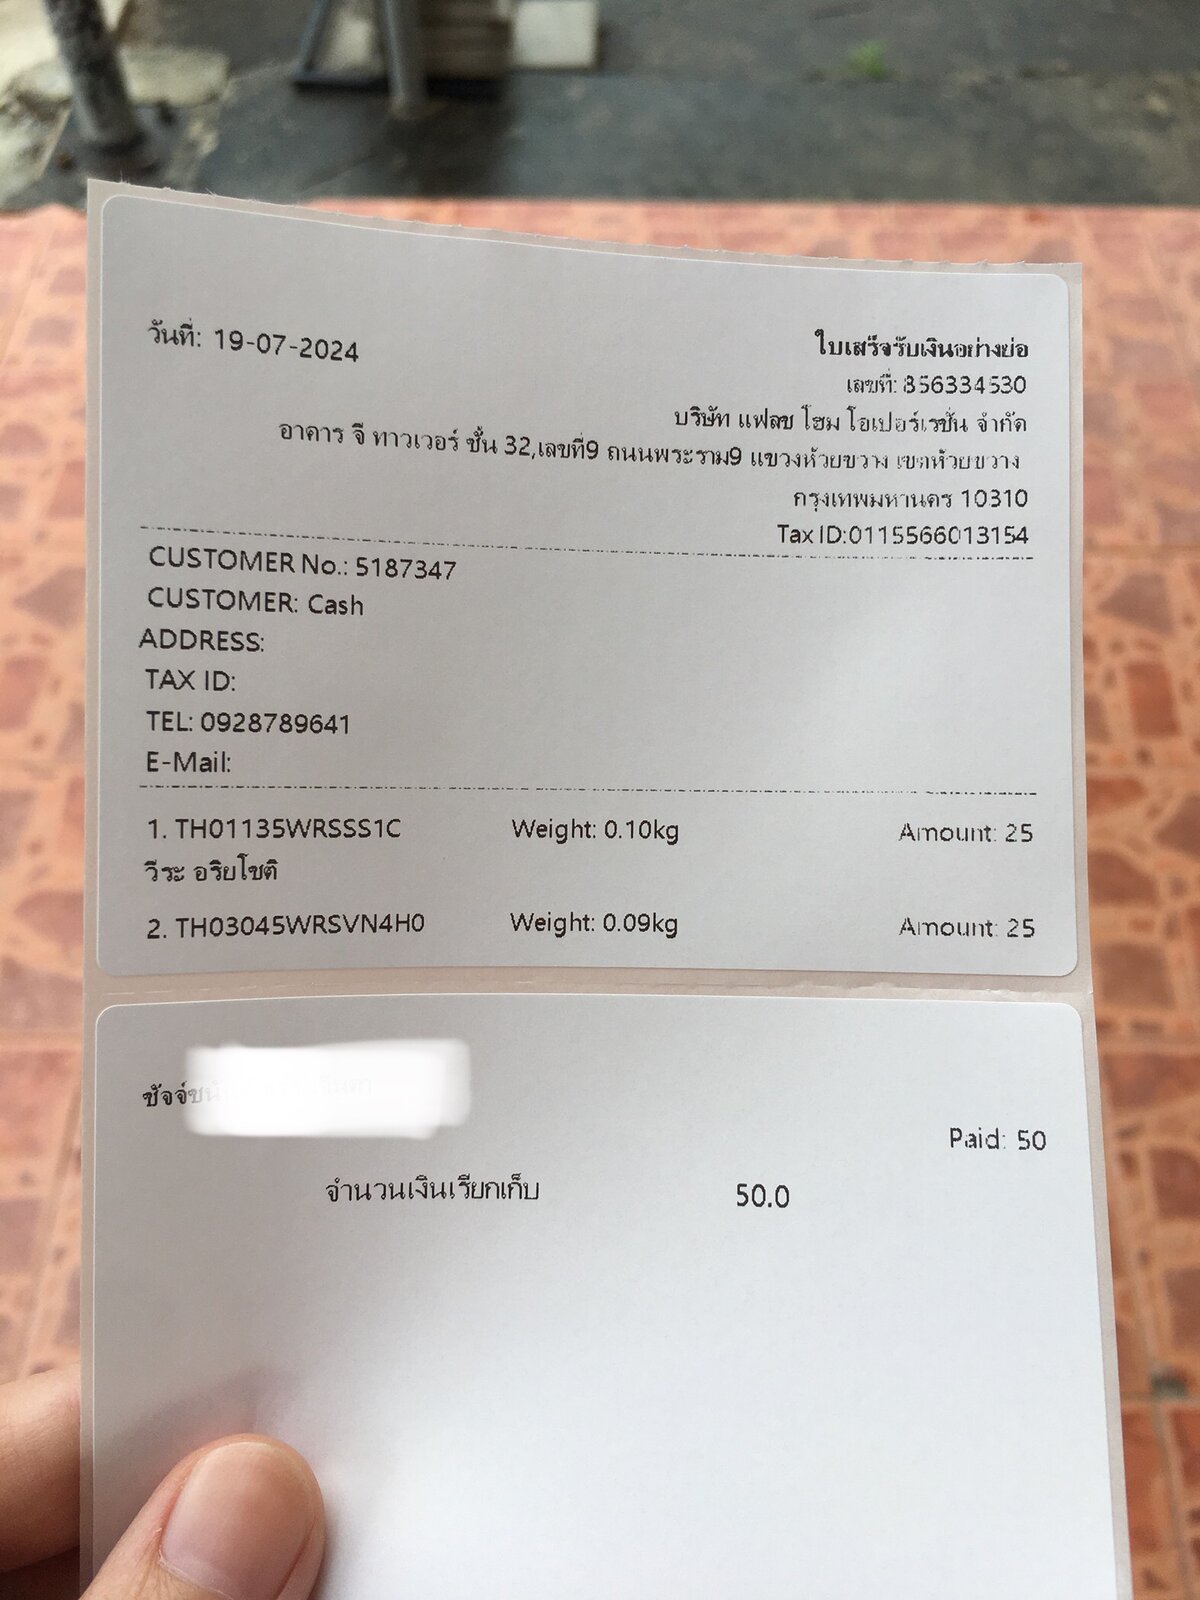 วันที่: 19-07-2024
ใบเสร็จรับเงินอย่างย่อ
เลขที่: 856334530
บริษัท แฟลช โฮม โอเปอร์เรชั่น จำกัด
อาคาร จี ทาวเวอร์ ชั้น 32,เลขที่9 ถนนพระราม9 แขวงห้วยขวาง เขตห้วยขวาง
กรุงเทพมหานคร 10310
Tax ID:0115566013154
CUSTOMER No.: 5187347
CUSTOMER: Cash
ADDRESS:
TAX ID:
TEL: 0928789641
E-Mail:
1. TH01135WRSSS1C Weight: 0.10kg Amount: 25
วีระ อริยโชติ
2. TH03045WRSVN4H0 Weight: 0.09kg Amount: 25
Paid: 50
จำนวนเงินเรียกเก็บ 50.0